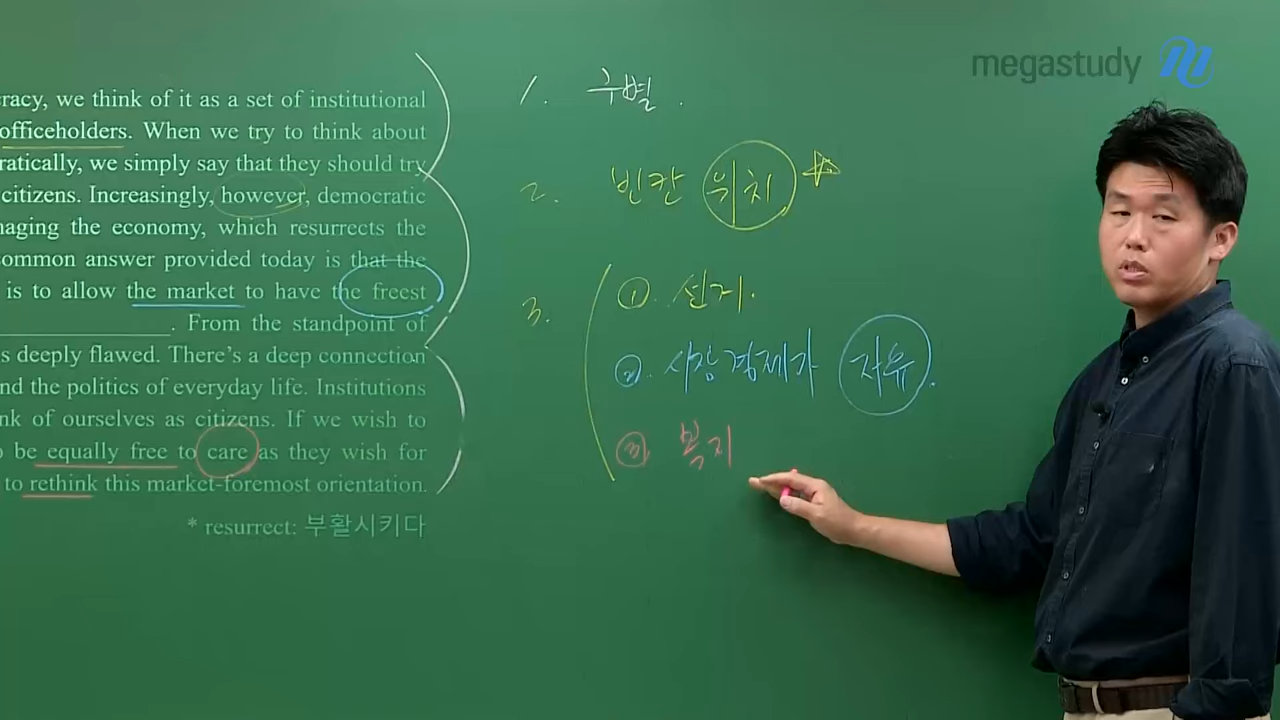 megastudy
racy, we think of it as a set of institutional
officeholders. When we try to think about
ratically, we simply say that they should try
citizens. Increasingly, however, democratic
naging the economy, which resurrects the
common answer provided today is that the
is to allow the market to have the freest
____________________. From the standpoint of
s deeply flawed. There's a deep connection
nd the politics of everyday life. Institutions
nk of ourselves as citizens. If we wish to
o be equally free to care as they wish for
to rethink this market-foremost orientation.
* resurrect: 부활시키다
1. 구별.
2. 빈칸 위치
3. ① 선거.
② 시장경제가 자유.
③ 복지